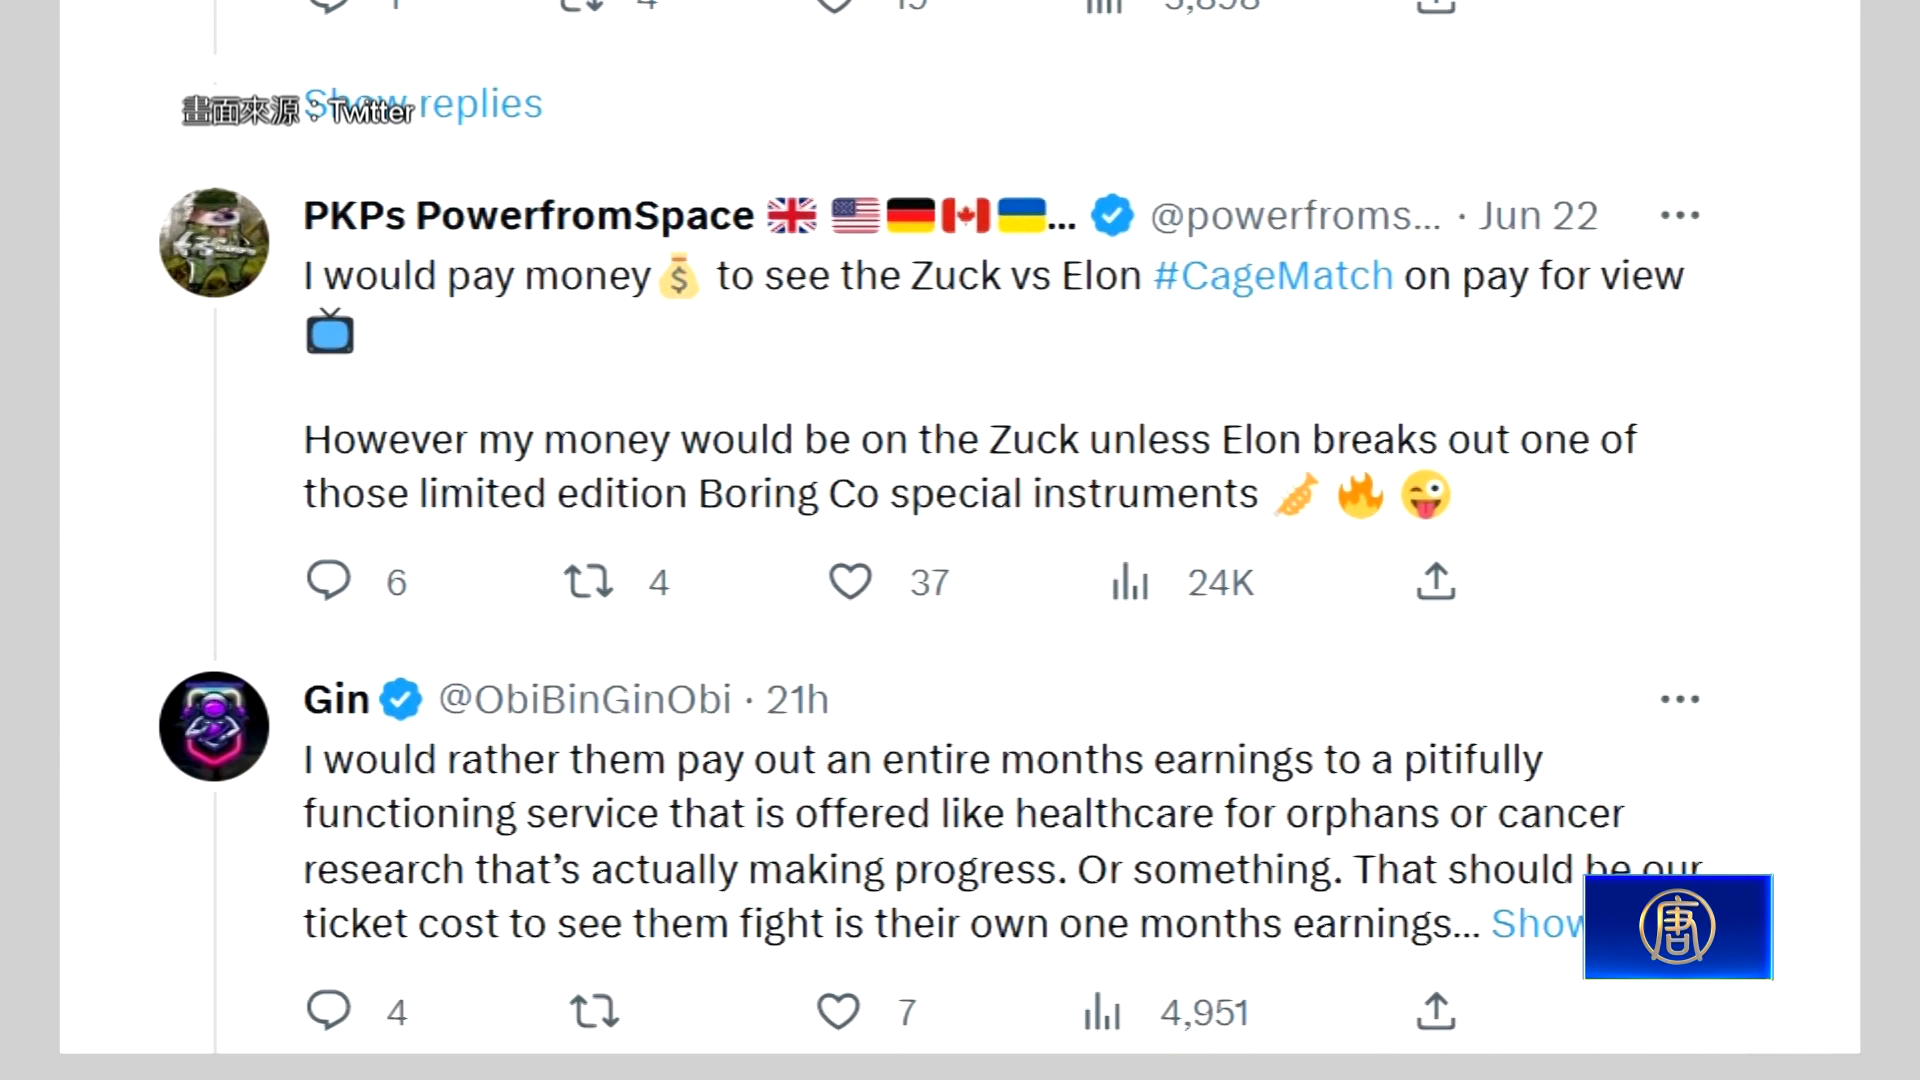 Show replies
畫面來源：Twitter
PKPs PowerfromSpace 🇬🇧 🇺🇸🇩🇪🇨🇦🇺🇦... @powerfroms... · Jun 22
I would pay money💰 to see the Zuck vs Elon #CageMatch on pay for view
📺
However my money would be on the Zuck unless Elon breaks out one of
those limited edition Boring Co special instruments 🎺 🔥 😜
6 4 37 24K
Gin @ObiBinGinObi · 21h
I would rather them pay out an entire months earnings to a pitifully
functioning service that is offered like healthcare for orphans or cancer
research that’s actually making progress. Or something. That should be our
ticket cost to see them fight is their own one months earnings... Show
4 7 4,951
唐